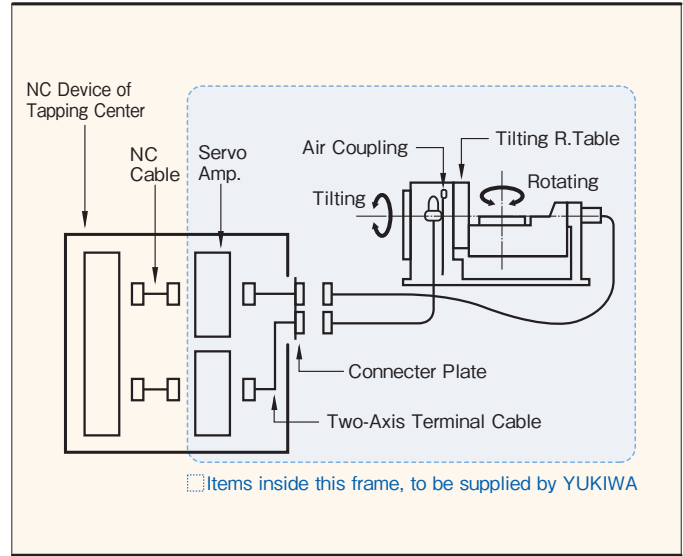 NC Device of
Tapping Center
NC
Cable
Servo
Amp.
Air Coupling
Tilting R.Table
Tilting
Rotating
Connecter Plate
Two-Axis Terminal Cable
Items inside this frame, to be supplied by YUKIWA